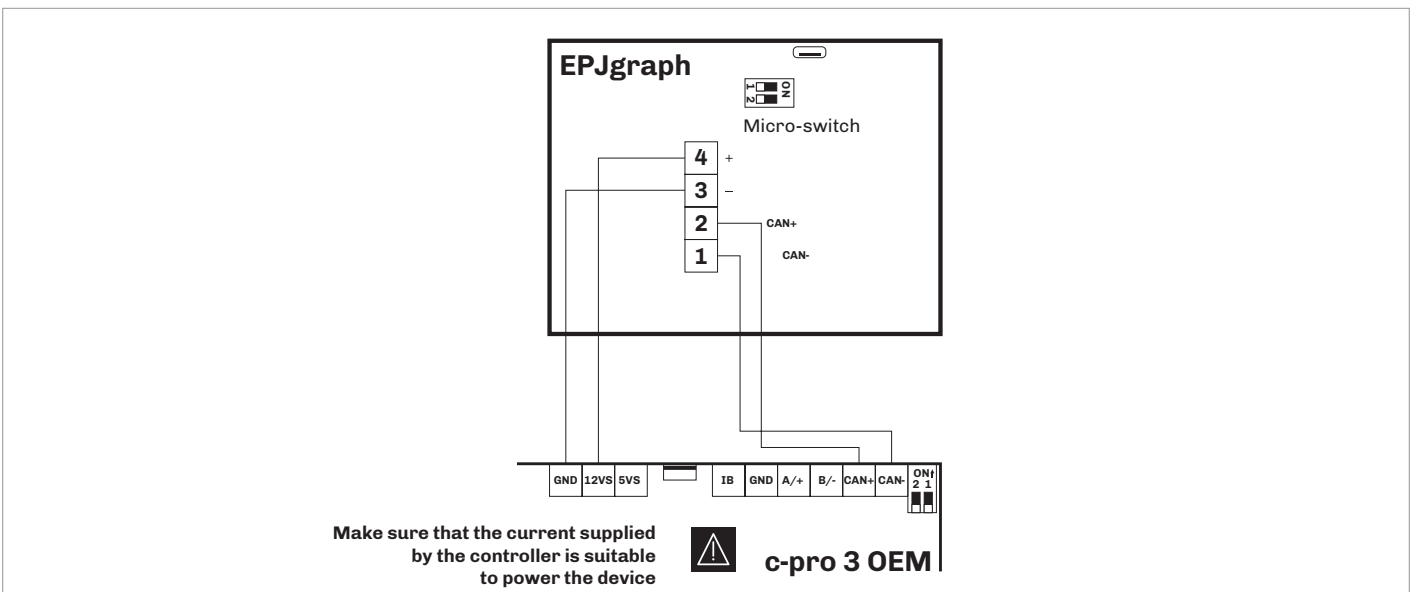 EPJgraph
1 2 ON
Micro-switch
4 +
3 –
2 CAN+
1 CAN-
GND 12VS 5VS IB GND A/+ B/- CAN+ CAN- ON↑
2 1
Make sure that the current supplied
by the controller is suitable
to power the device
c-pro 3 OEM